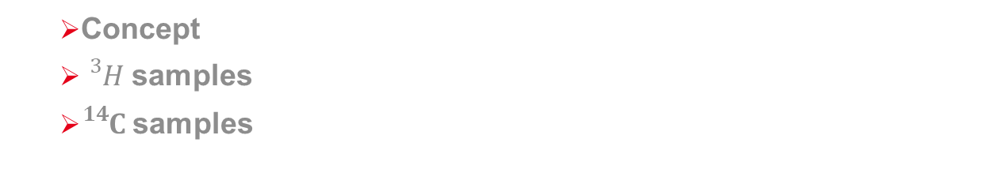 ➢Concept
➢ ³H samples
➢¹⁴C samples